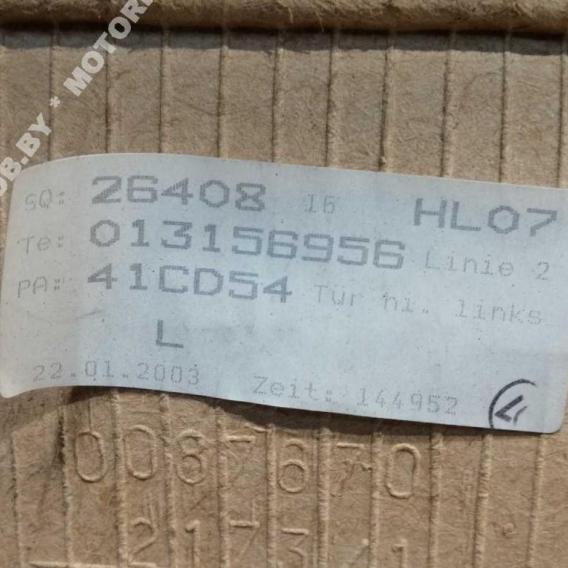 SQ: 26408 16 HL07
Te: 013156956 Linie 2
PA: 41CD54 Tür hi. links
L
22.01.2003 Zeit: 144952
0087670